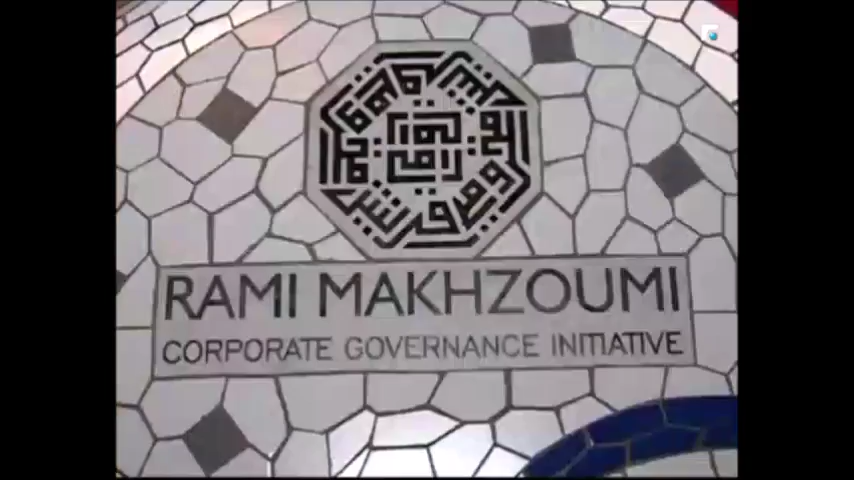 RAMI MAKHZOUMI
CORPORATE GOVERNANCE INITIATIVE